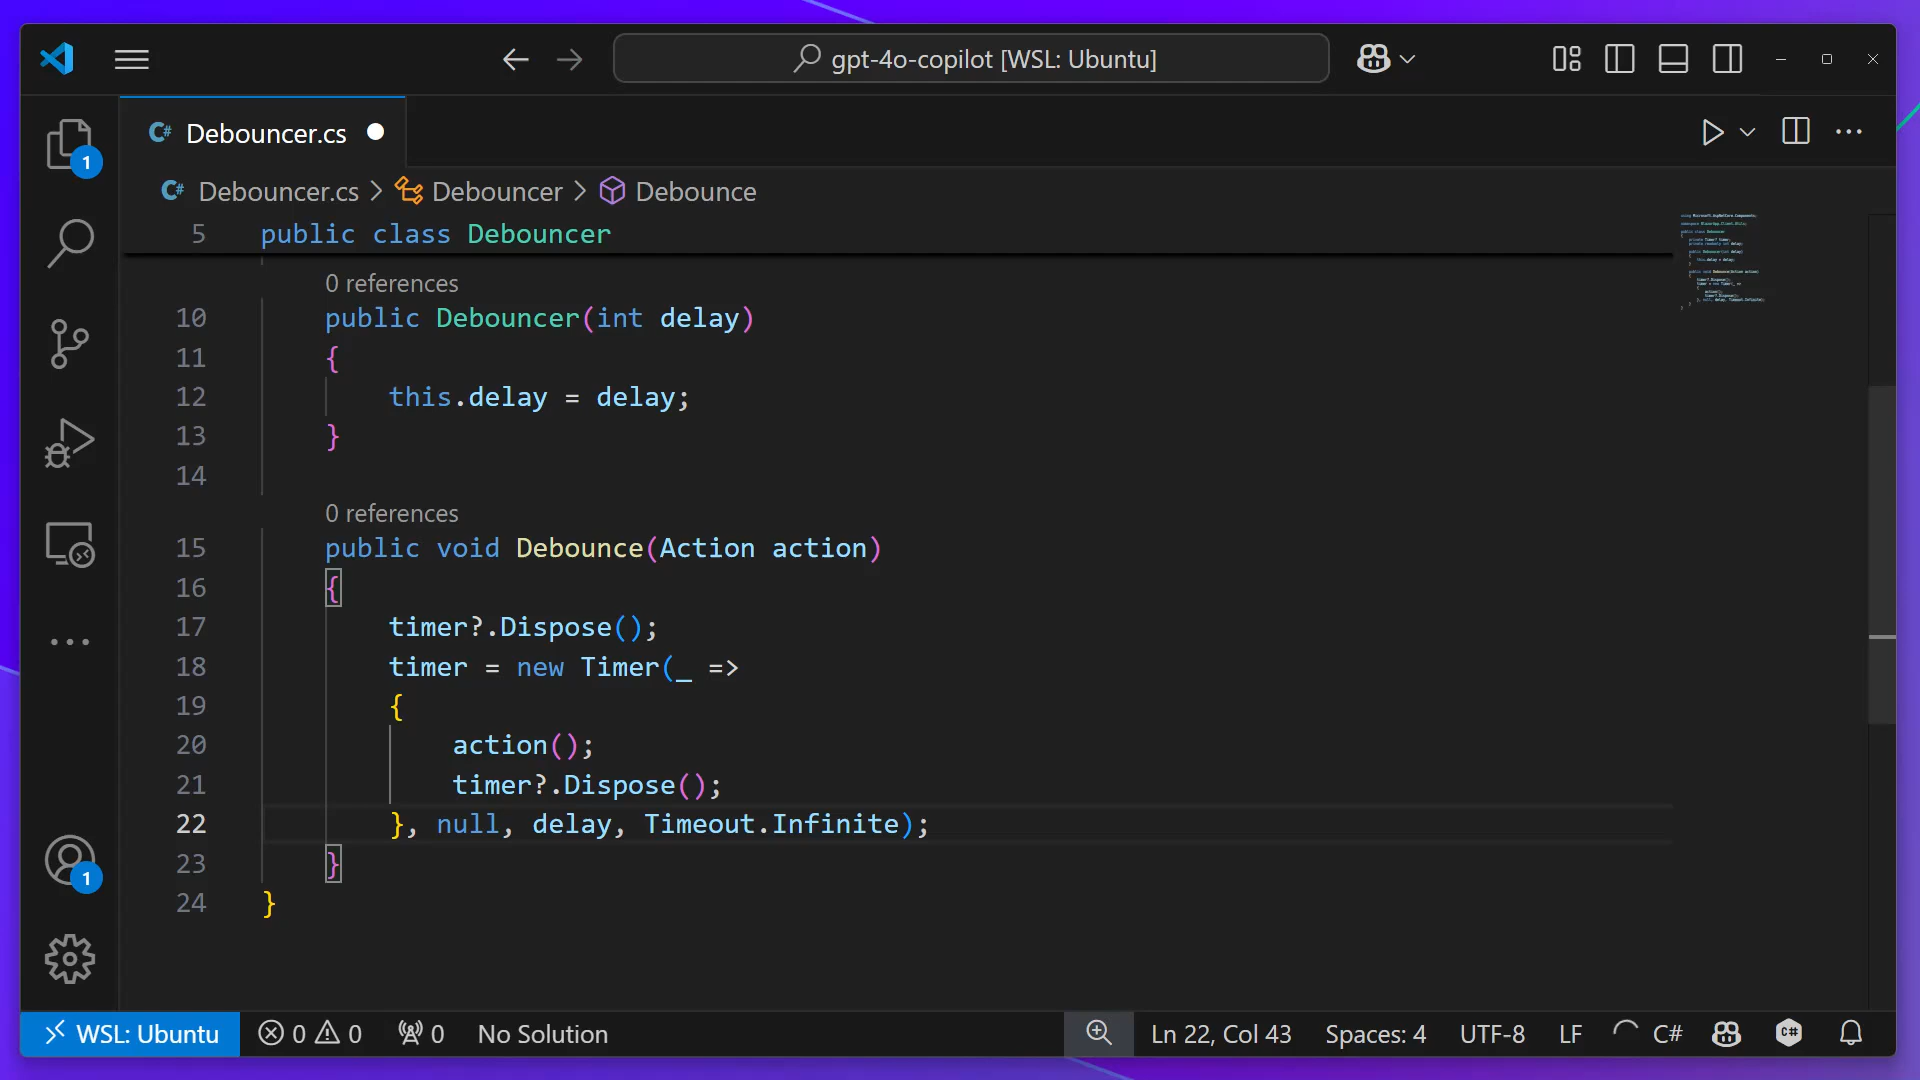 gpt-4o-copilot [WSL: Ubuntu]
C# Debouncer.cs
1
C# Debouncer.cs > Debouncer > Debounce
5 public class Debouncer
0 references
10 public Debouncer(int delay)
11 {
12 this.delay = delay;
13 }
14
0 references
15 public void Debounce(Action action)
16 {
17 timer?.Dispose();
18 timer = new Timer(_ =>
19 {
20 action();
21 timer?.Dispose();
22 }, null, delay, Timeout.Infinite);
23 }
24 }
1
WSL: Ubuntu 0 0 0 No Solution Ln 22, Col 43 Spaces: 4 UTF-8 LF C# C#